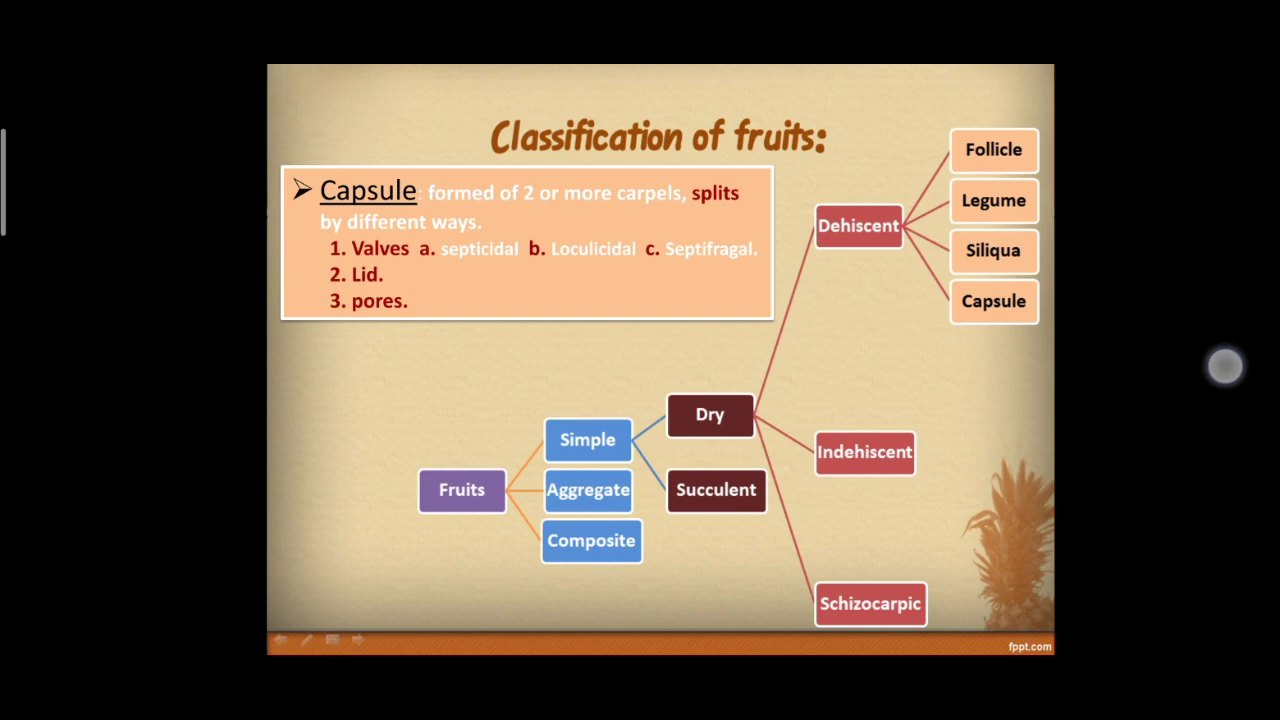 Classification of fruits:
➢ Capsule: formed of 2 or more carpels, splits
by different ways.
1. Valves a. septicidal b. Loculicidal c. Septifragal.
2. Lid.
3. pores.
Follicle
Legume
Siliqua
Capsule
Dehiscent
Dry
Simple
Indehiscent
Fruits
Aggregate
Succulent
Composite
Schizocarpic
fppt.com